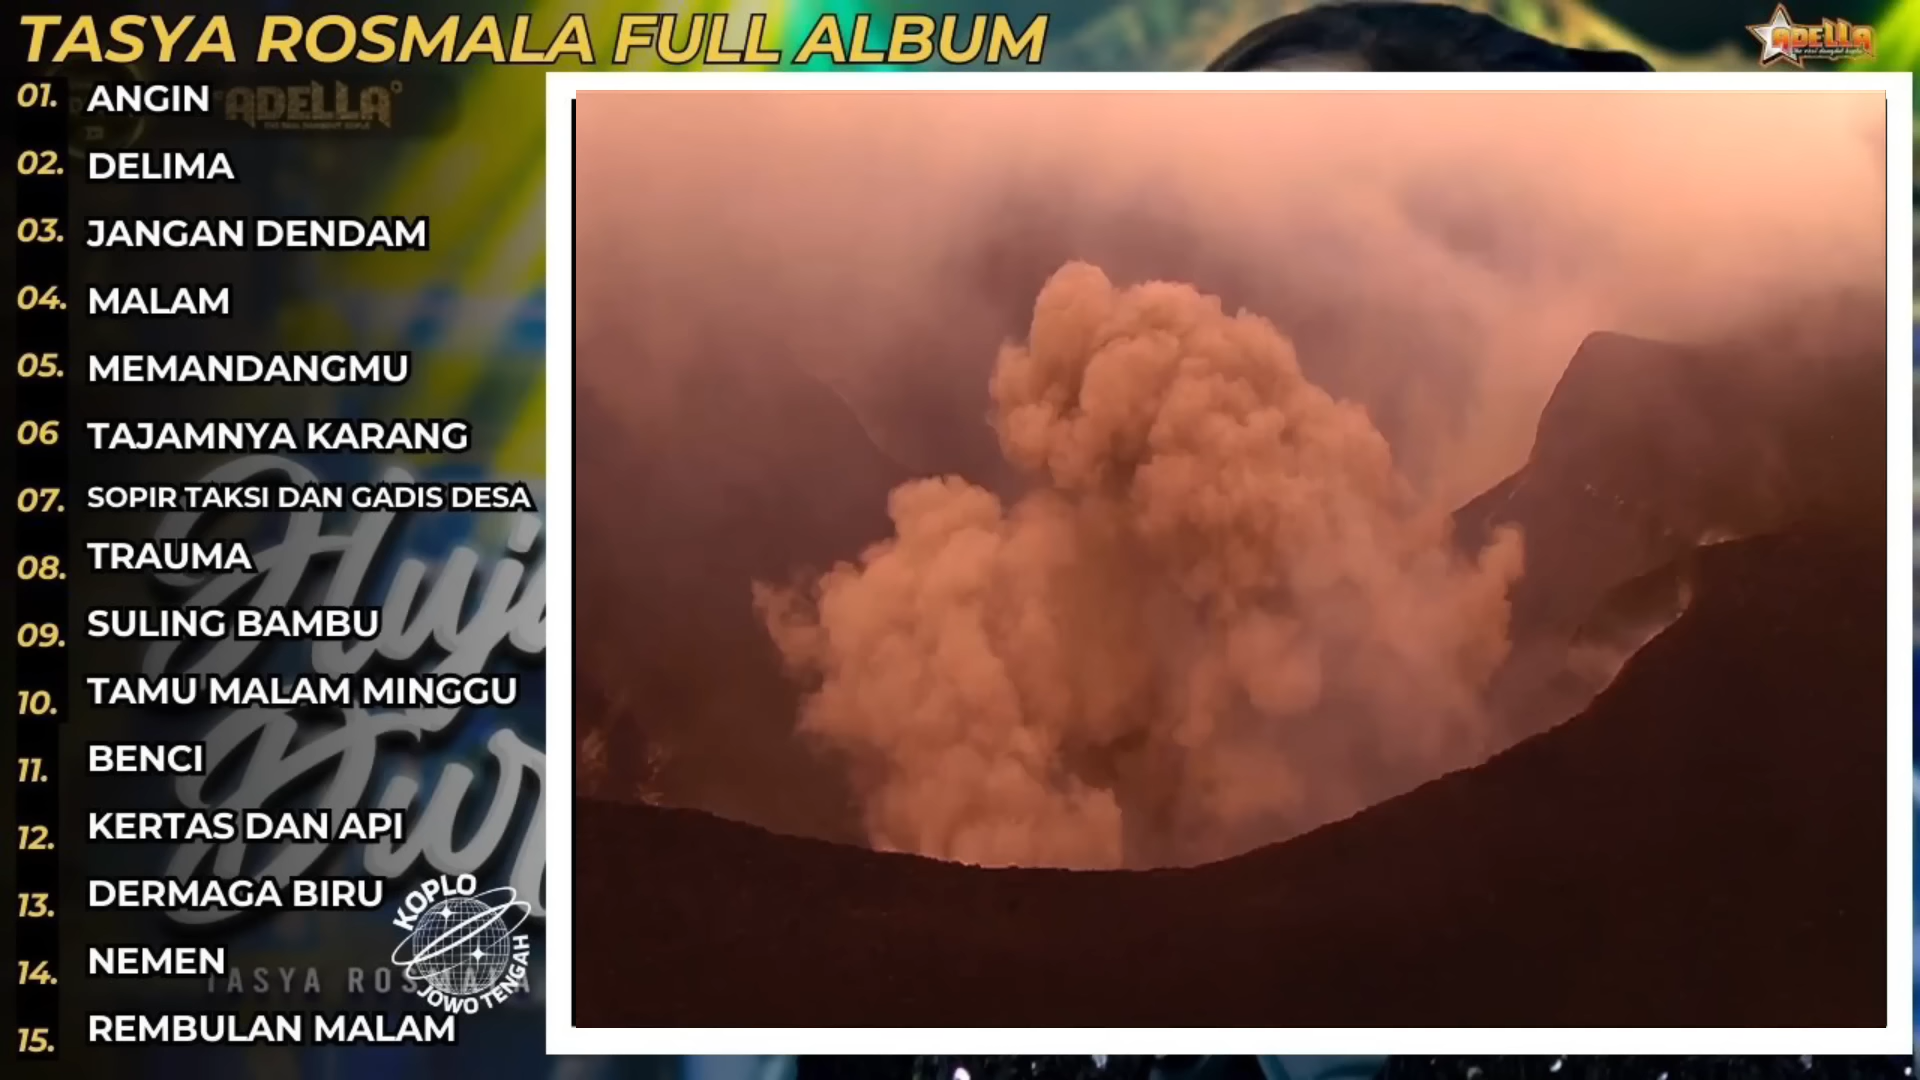 TASYA ROSMALA FULL ALBUM
ADELLA
01. ANGIN
ADELLA
02. DELIMA
03. JANGAN DENDAM
04. MALAM
05. MEMANDANGMU
06 TAJAMNYA KARANG
07. SOPIR TAKSI DAN GADIS DESA
08. TRAUMA
09. SULING BAMBU
10. TAMU MALAM MINGGU
11. BENCI
12. KERTAS DAN API
13. DERMAGA BIRU
14. NEMEN
15. REMBULAN MALAM
KOPLO
JOWO TENGAH